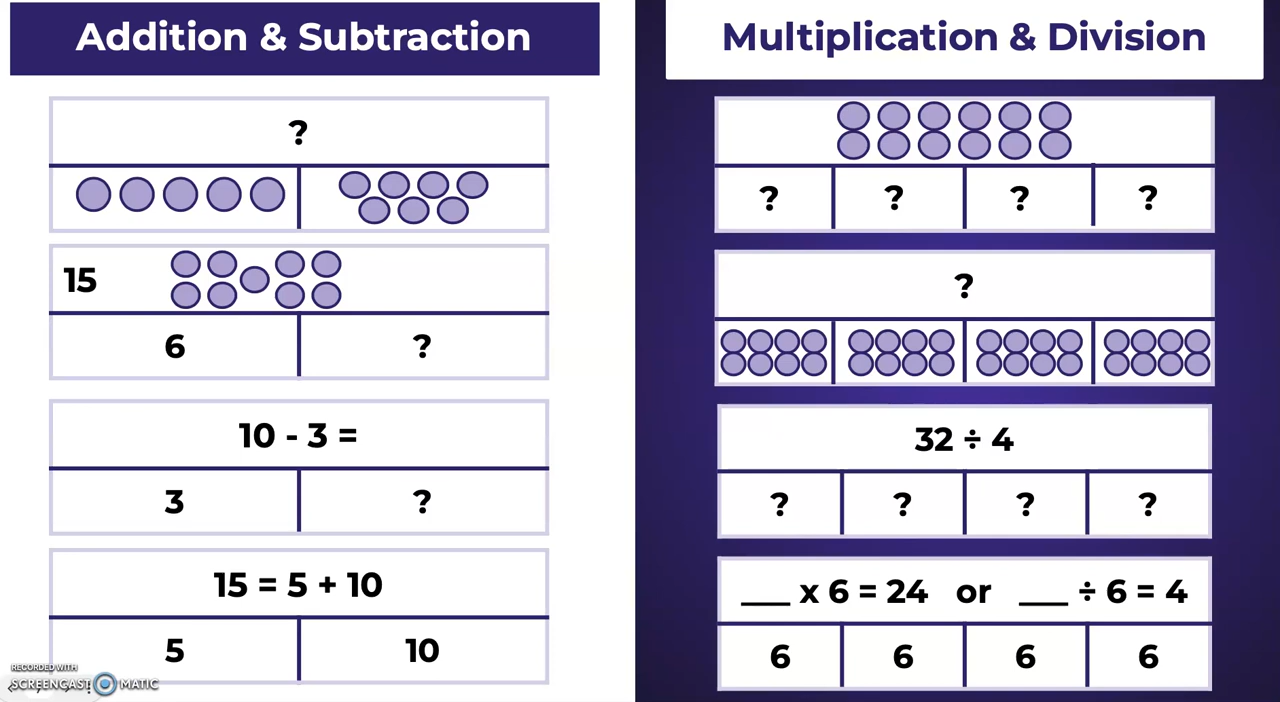 Addition & Subtraction
?
15
6 ?
10 - 3 =
3 ?
15 = 5 + 10
5 10
RECORDED WITH
SCREENCAST MATIC
Multiplication & Division
? ? ? ?
?
32 ÷ 4
? ? ? ?
___ x 6 = 24 or ___ ÷ 6 = 4
6 6 6 6